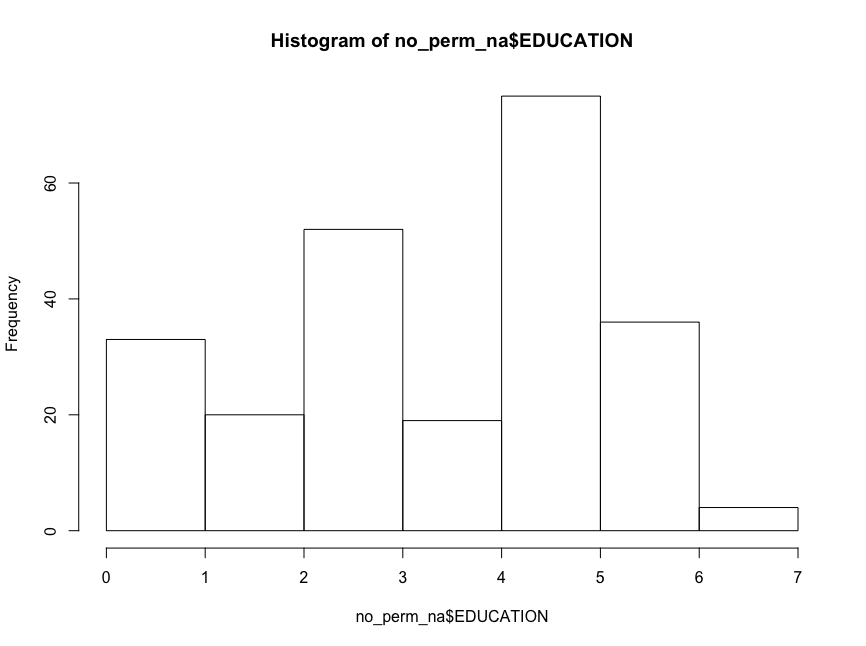 Histogram of no_perm_na$EDUCATION
Frequency
60
40
20
0
0 1 2 3 4 5 6 7
no_perm_na$EDUCATION